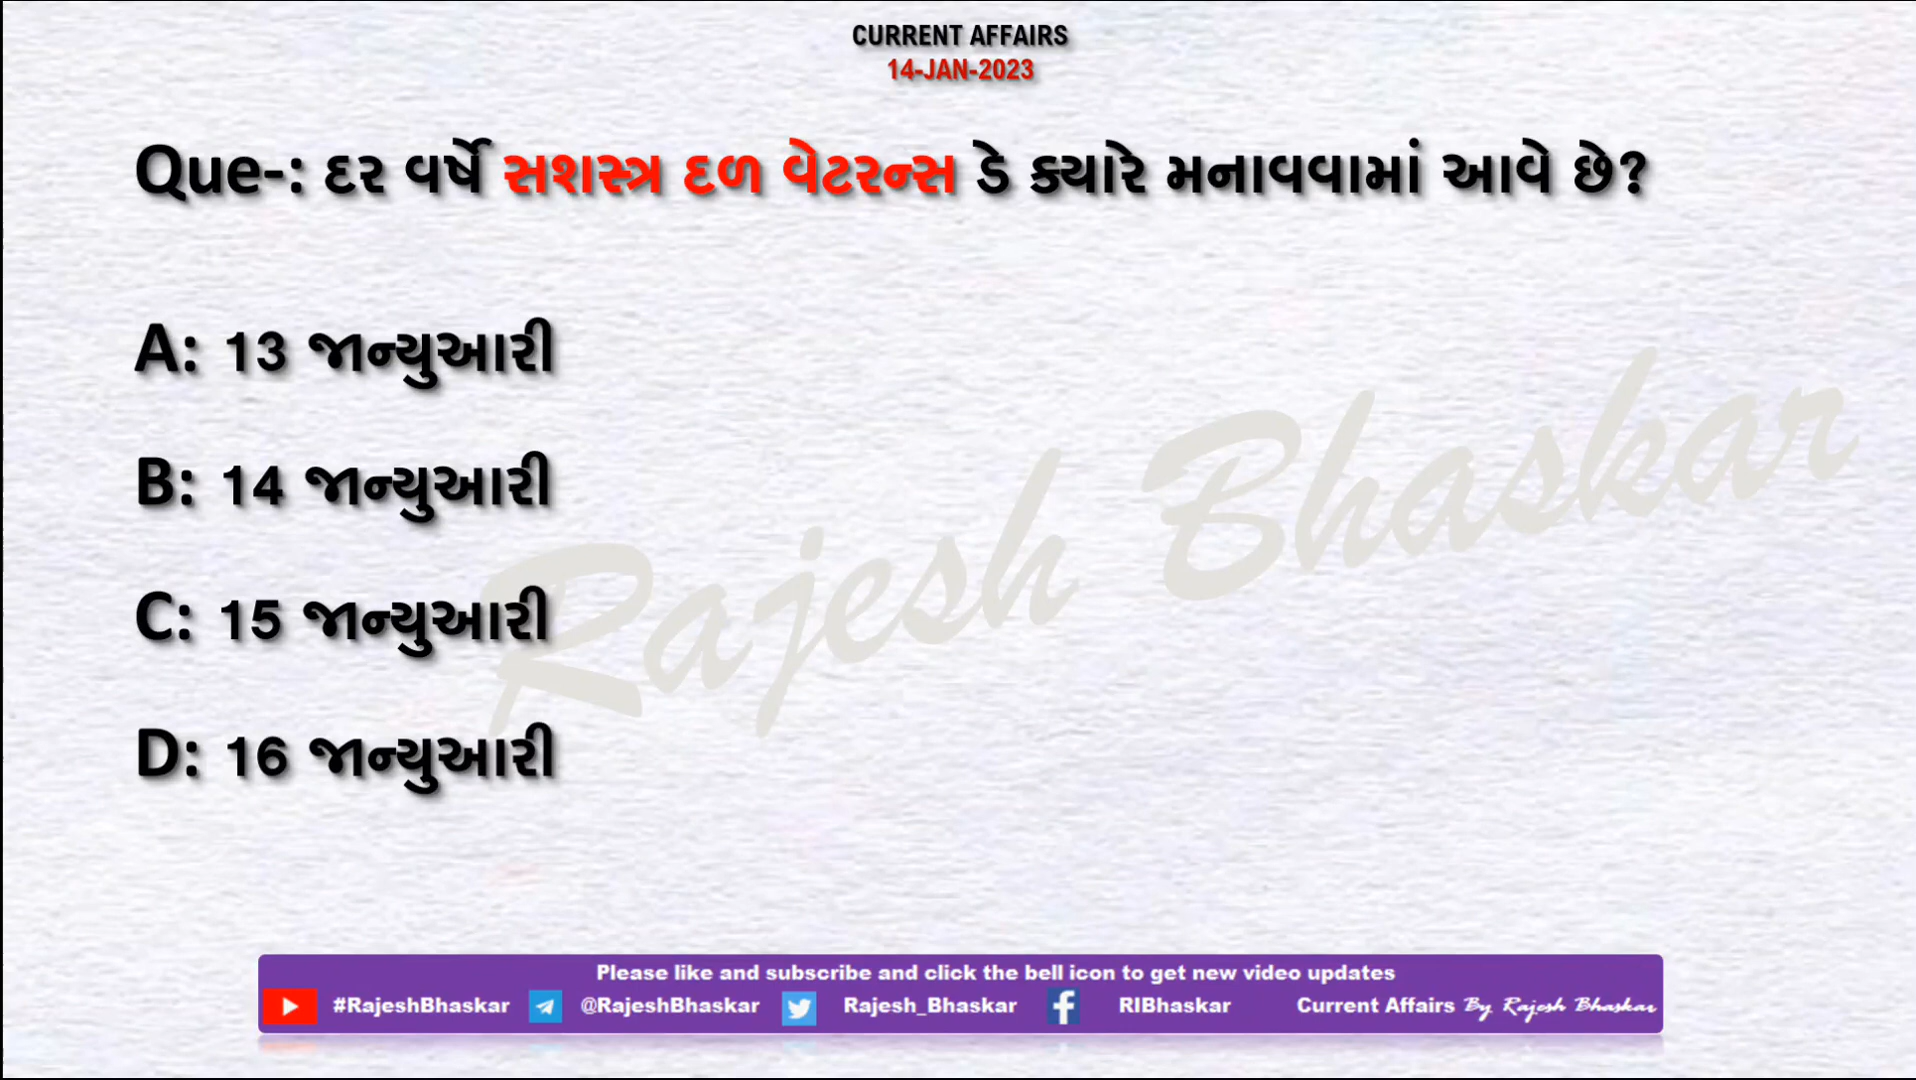 CURRENT AFFAIRS
14-JAN-2023
Que-: દર વર્ષે સશસ્ત્ર દળ વેટરન્સ ડે ક્યારે મનાવવામાં આવે છે?
A: 13 જાન્યુઆરી
B: 14 જાન્યુઆરી
C: 15 જાન્યુઆરી
D: 16 જાન્યુઆરી
Rajesh Bhaskar
Please like and subscribe and click the bell icon to get new video updates
#RajeshBhaskar @RajeshBhaskar Rajesh_Bhaskar RIBhaskar Current Affairs By Rajesh Bhaskar